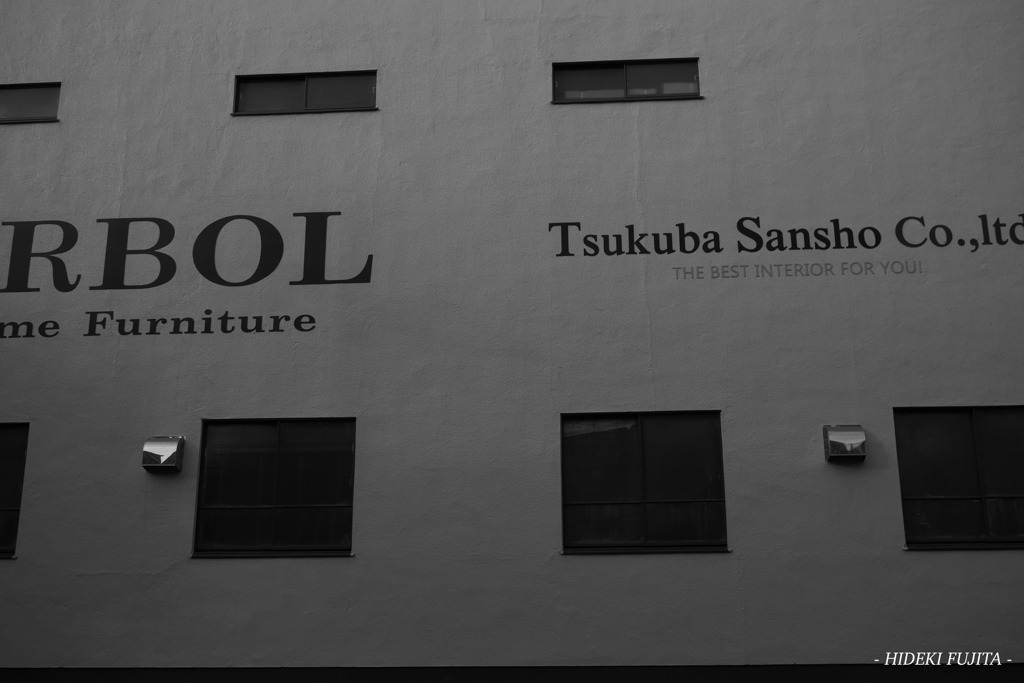 RBOL
me Furniture
Tsukuba Sansho Co.,ltd
THE BEST INTERIOR FOR YOU!
- HIDEKI FUJITA -